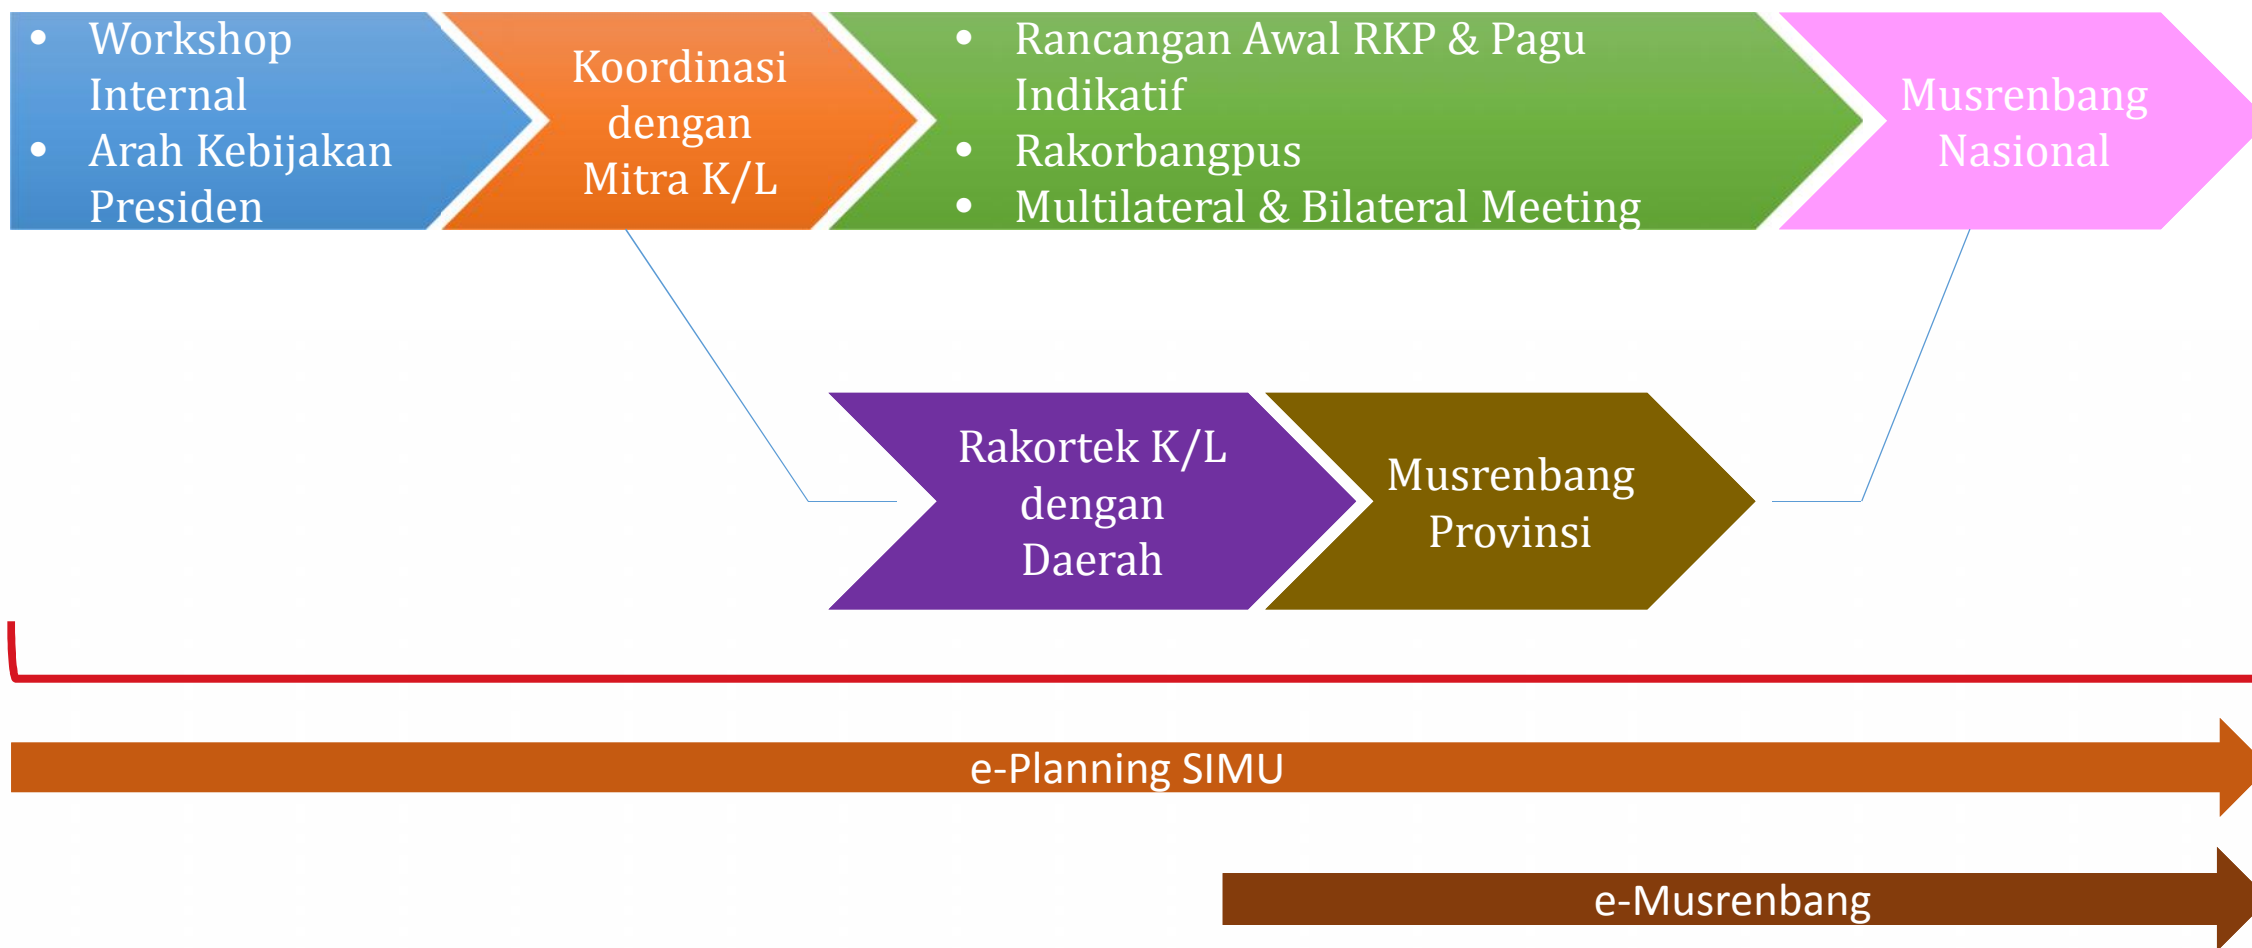 • Workshop
Internal
• Arah Kebijakan
Presiden
Koordinasi
dengan
Mitra K/L
• Rancangan Awal RKP & Pagu
Indikatif
• Rakorbangpus
• Multilateral & Bilateral Meeting
Musrenbang
Nasional
Rakortek K/L
dengan
Daerah
Musrenbang
Provinsi
e-Planning SIMU
e-Musrenbang